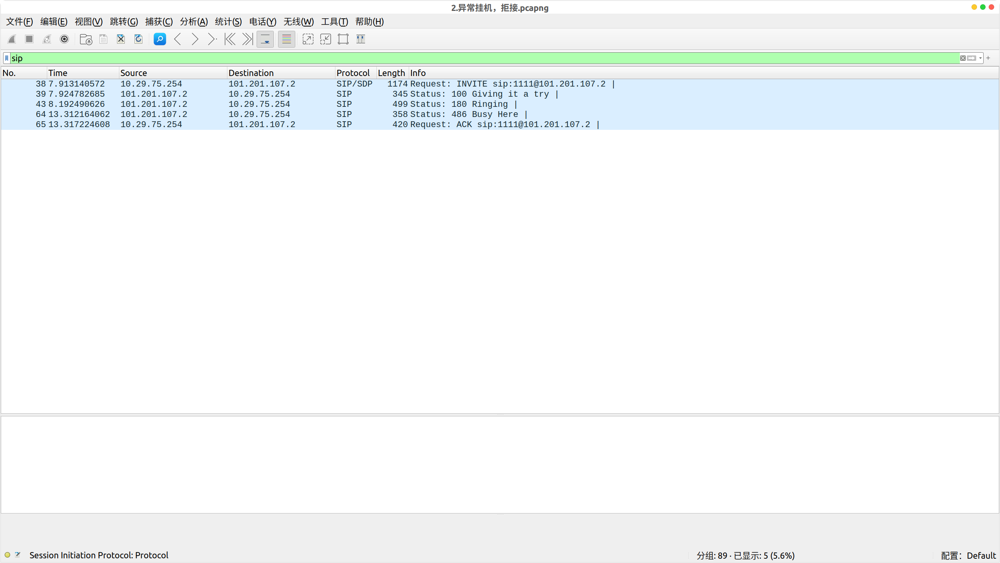 2.异常挂机，拒接.pcapng
文件(F) 编辑(E) 视图(V) 跳转(G) 捕获(C) 分析(A) 统计(S) 电话(Y) 无线(W) 工具(T) 帮助(H)
sip
No. Time Source Destination Protocol Length Info
38 7.913140572 10.29.75.254 101.201.107.2 SIP/SDP 1174 Request: INVITE sip:1111@101.201.107.2 |
39 7.924782685 101.201.107.2 10.29.75.254 SIP 345 Status: 100 Giving it a try |
43 8.192490626 101.201.107.2 10.29.75.254 SIP 499 Status: 180 Ringing |
64 13.312164062 101.201.107.2 10.29.75.254 SIP 358 Status: 486 Busy Here |
65 13.317224608 10.29.75.254 101.201.107.2 SIP 420 Request: ACK sip:1111@101.201.107.2 |
Session Initiation Protocol: Protocol 分组: 89 · 已显示: 5 (5.6%) 配置：Default